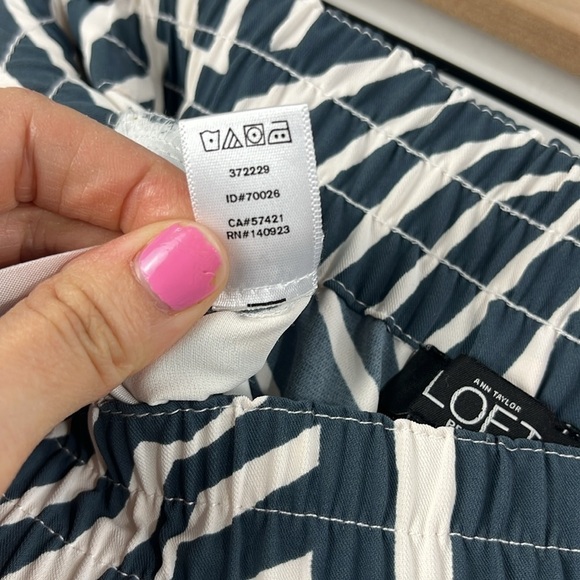 372229
ID#70026
CA#57421
RN#140923
ANN TAYLOR
LOFT